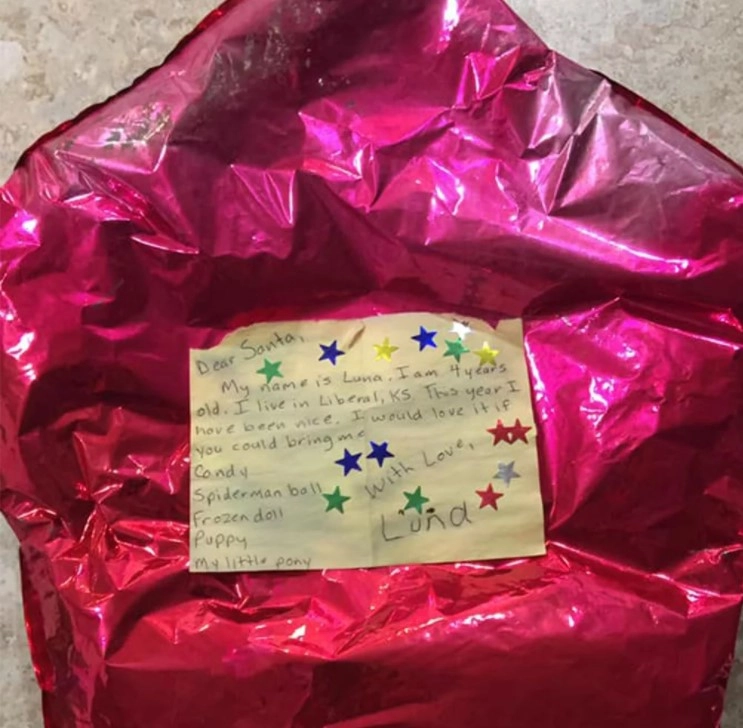 Dear Santa,
My name is Luna. I am 4 years
old. I live in Liberal, KS. This year I
have been nice. I would love it if
you could bring me
Candy
Spiderman ball
Frozen doll
Puppy
My little pony
With Love,
Luna